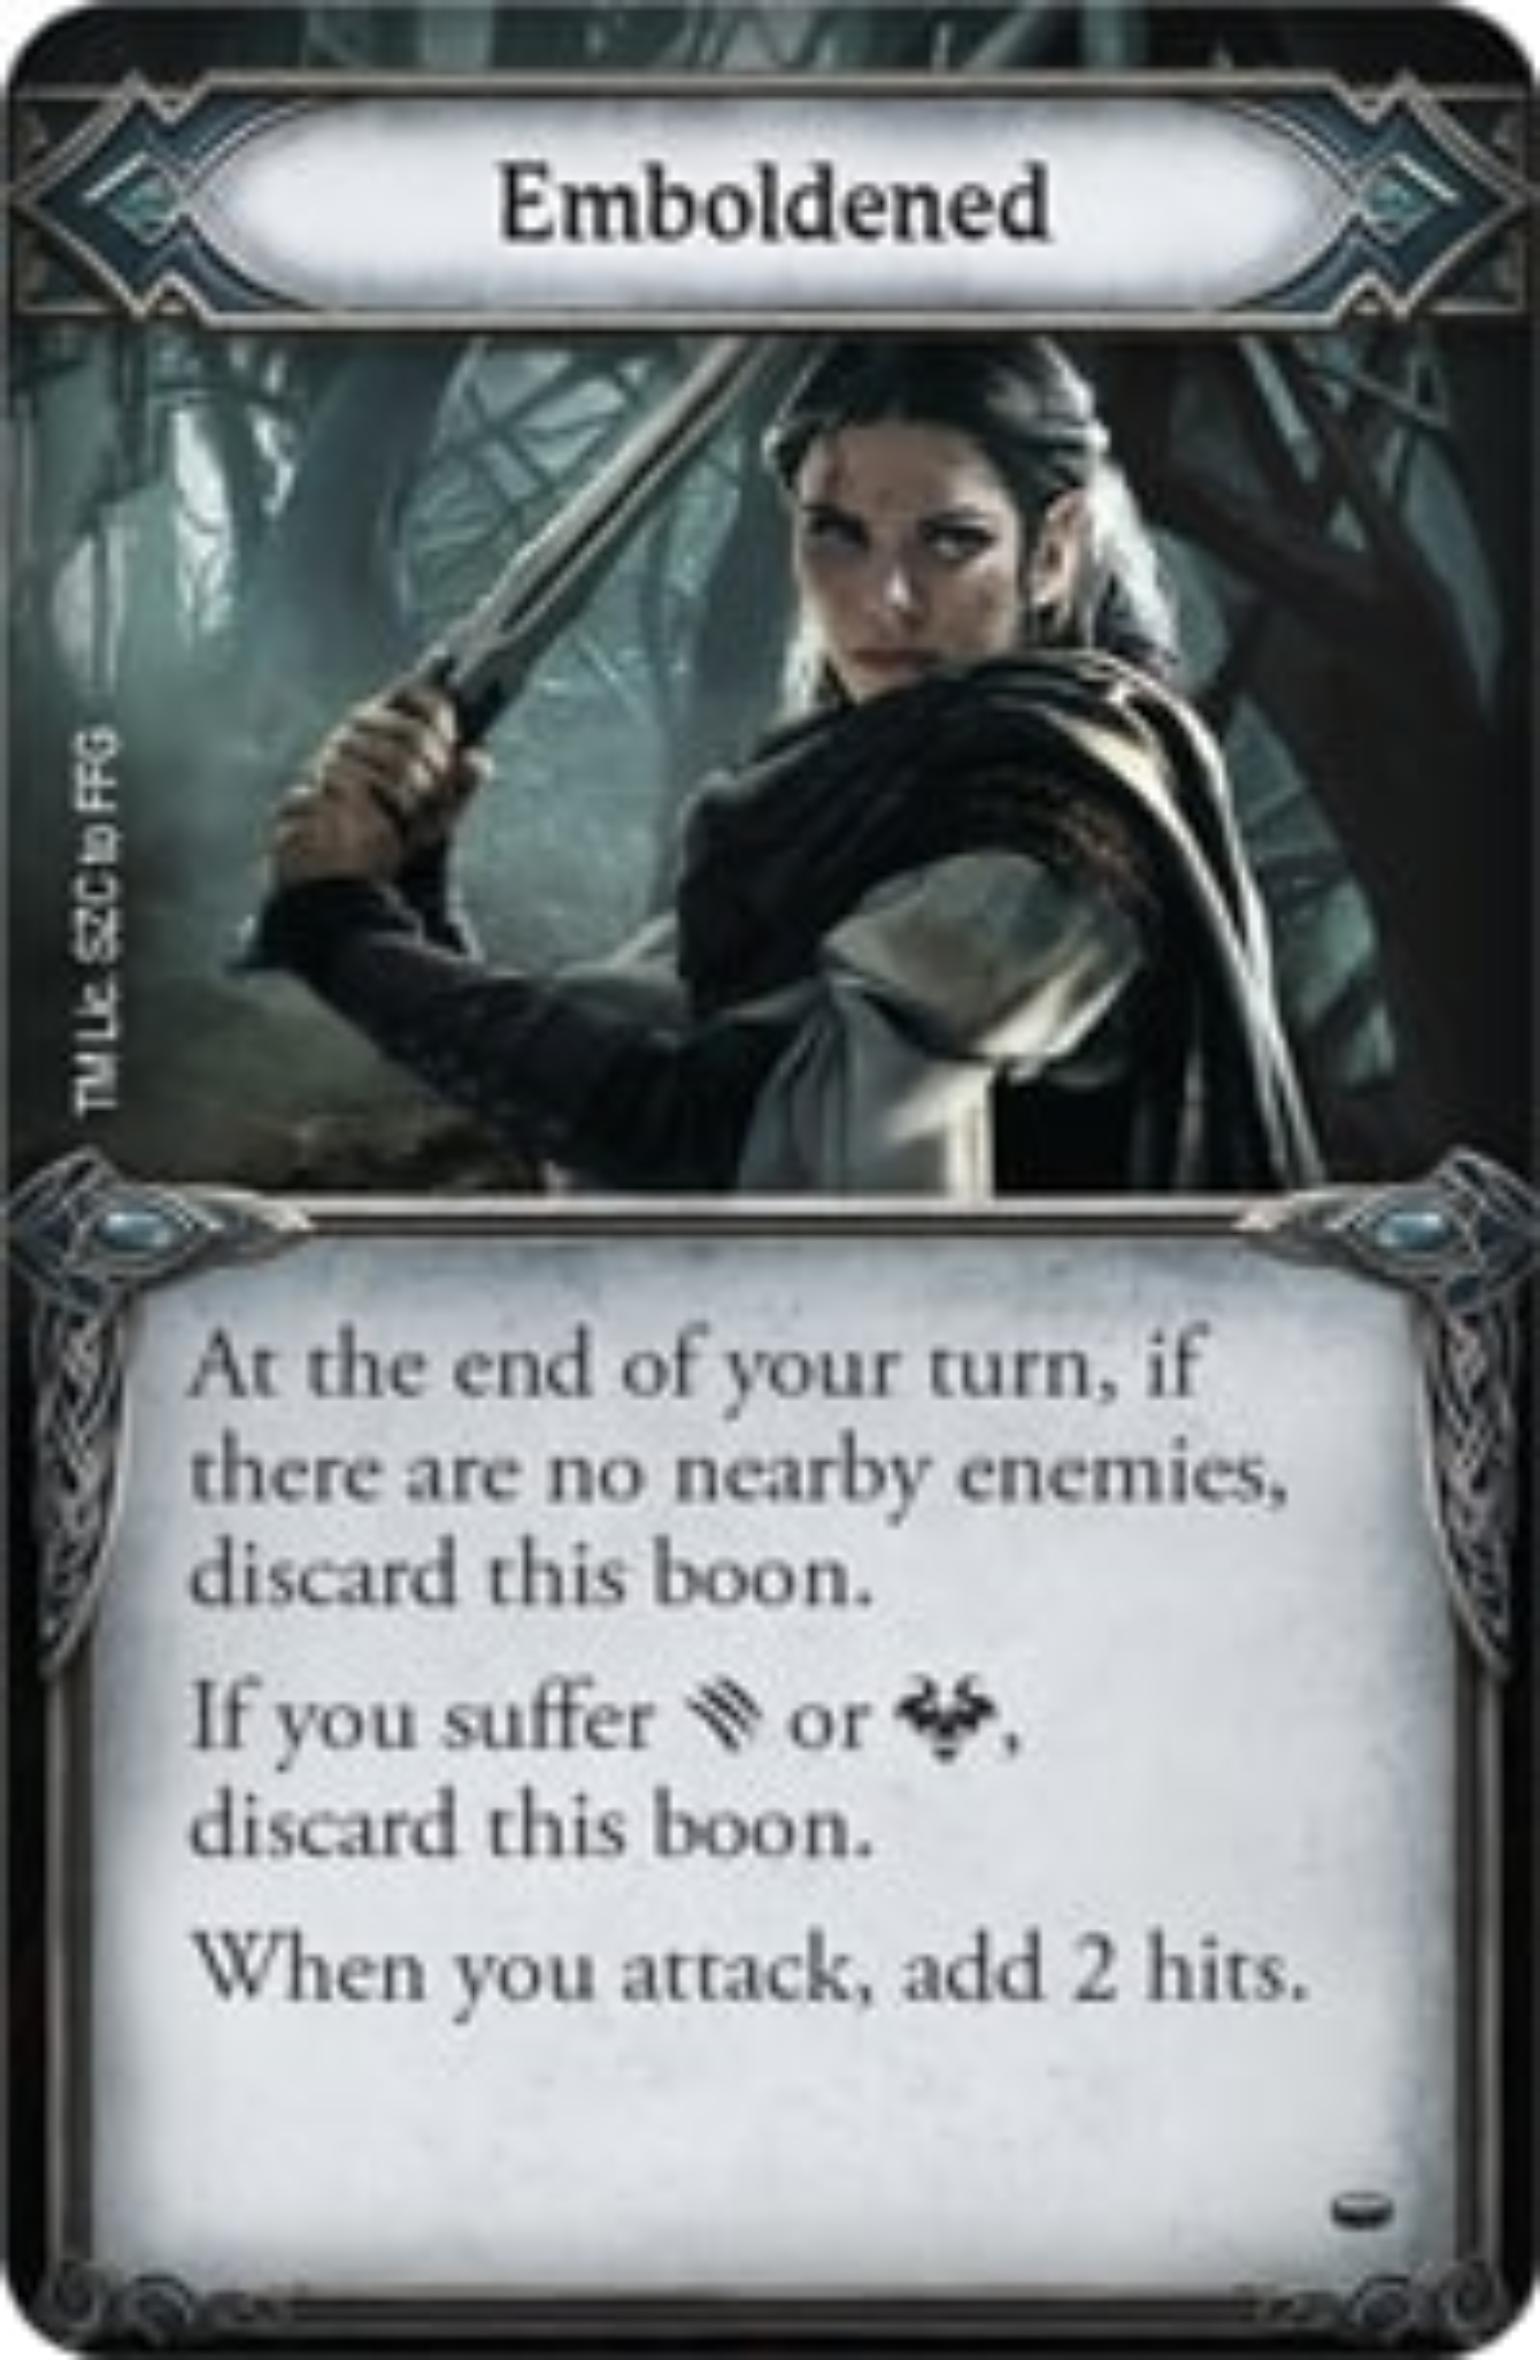 Emboldened
TM Lic. SZC to FFG
At the end of your turn, if
there are no nearby enemies,
discard this boon.
If you suffer or ,
discard this boon.
When you attack, add 2 hits.